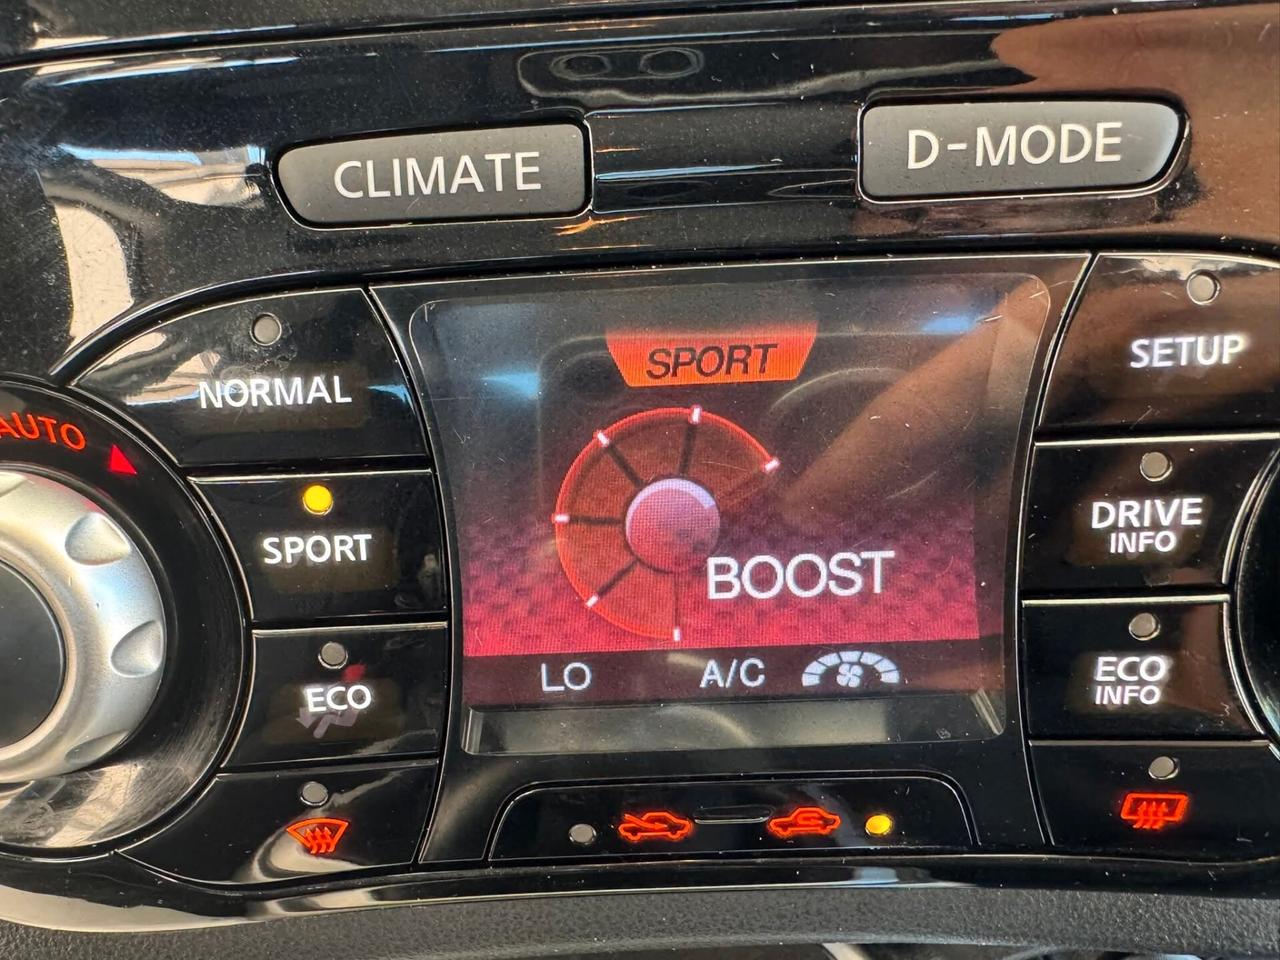 CLIMATE
D-MODE
NORMAL
SPORT
SETUP
AUTO
SPORT
DRIVE
INFO
BOOST
ECO
LO
A/C
ECO
INFO